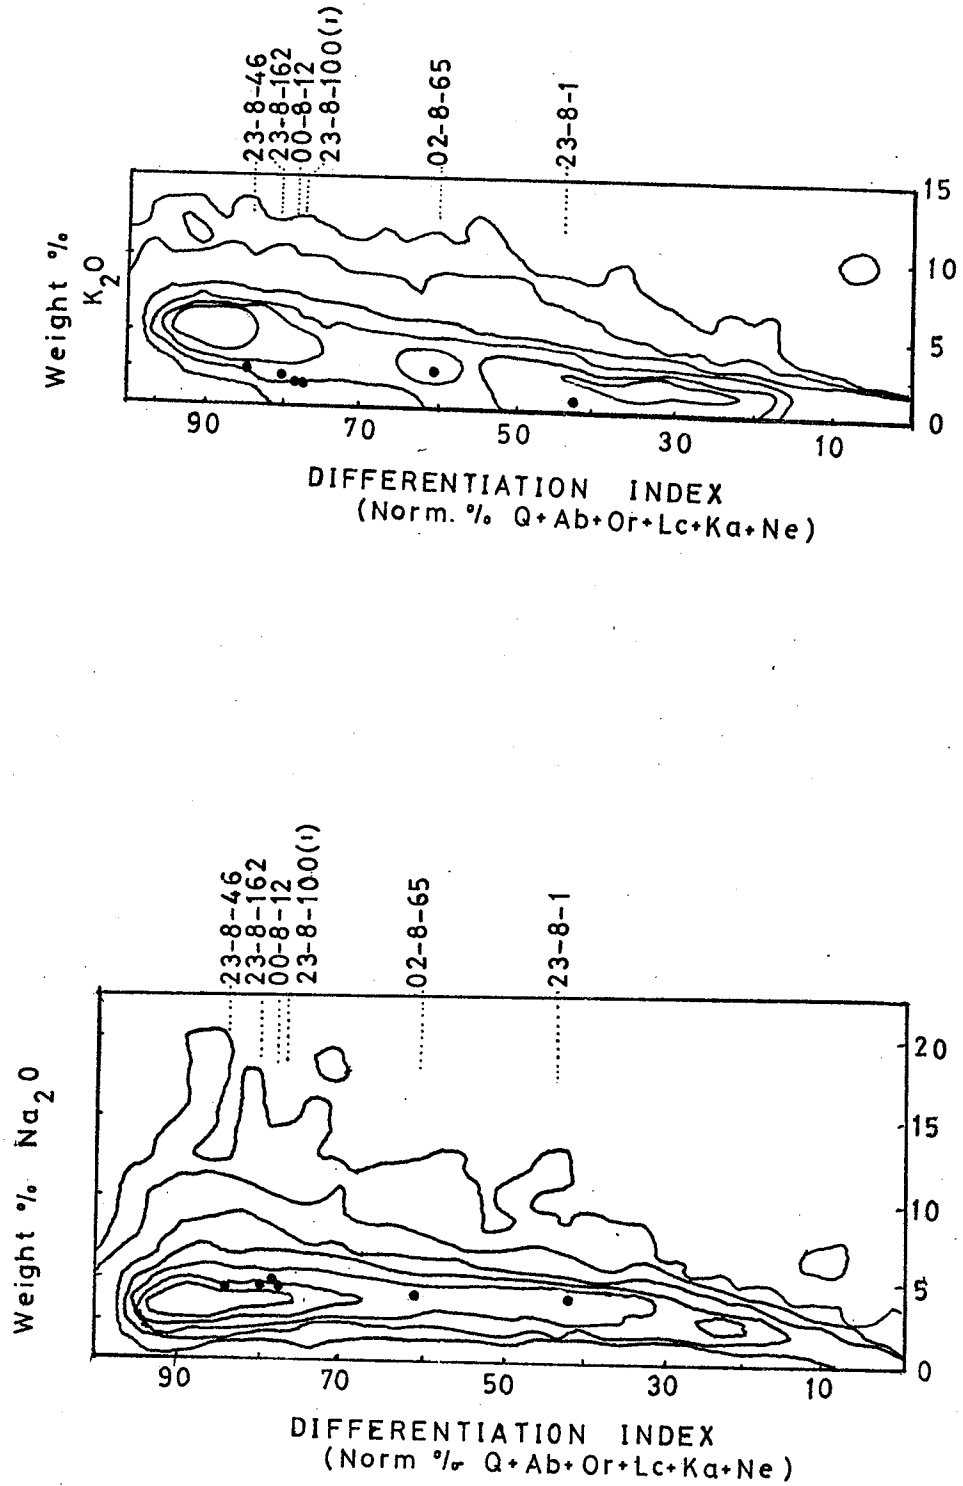 23-8-46
23-8-162
00-8-12
23-8-100(1)
02-8-65
23-8-1
Weight %
K2O
15
10
5
0
90 70 50 30 10
DIFFERENTIATION INDEX
(Norm. % Q+Ab+Or+Lc+Ka+Ne)
23-8-46
23-8-162
00-8-12
23-8-100(1)
02-8-65
23-8-1
Weight % Na2O
20
15
10
5
0
90 70 50 30 10
DIFFERENTIATION INDEX
(Norm % Q+Ab+Or+Lc+Ka+Ne)